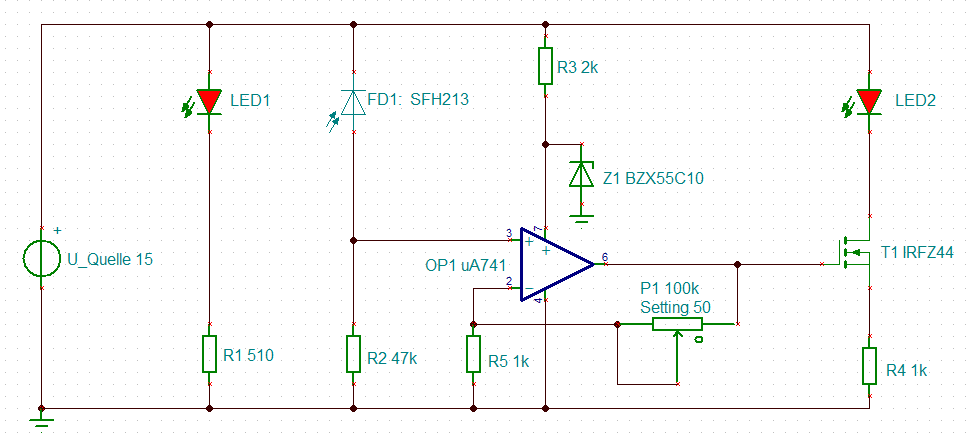 R3 2k
LED1
FD1: SFH213
LED2
Z1 BZX55C10
+
U_Quelle 15
3
+
7
+
OP1 uA741
6
2
−
4
T1 IRFZ44
P1 100k
Setting 50
R1 510
R2 47k
R5 1k
R4 1k